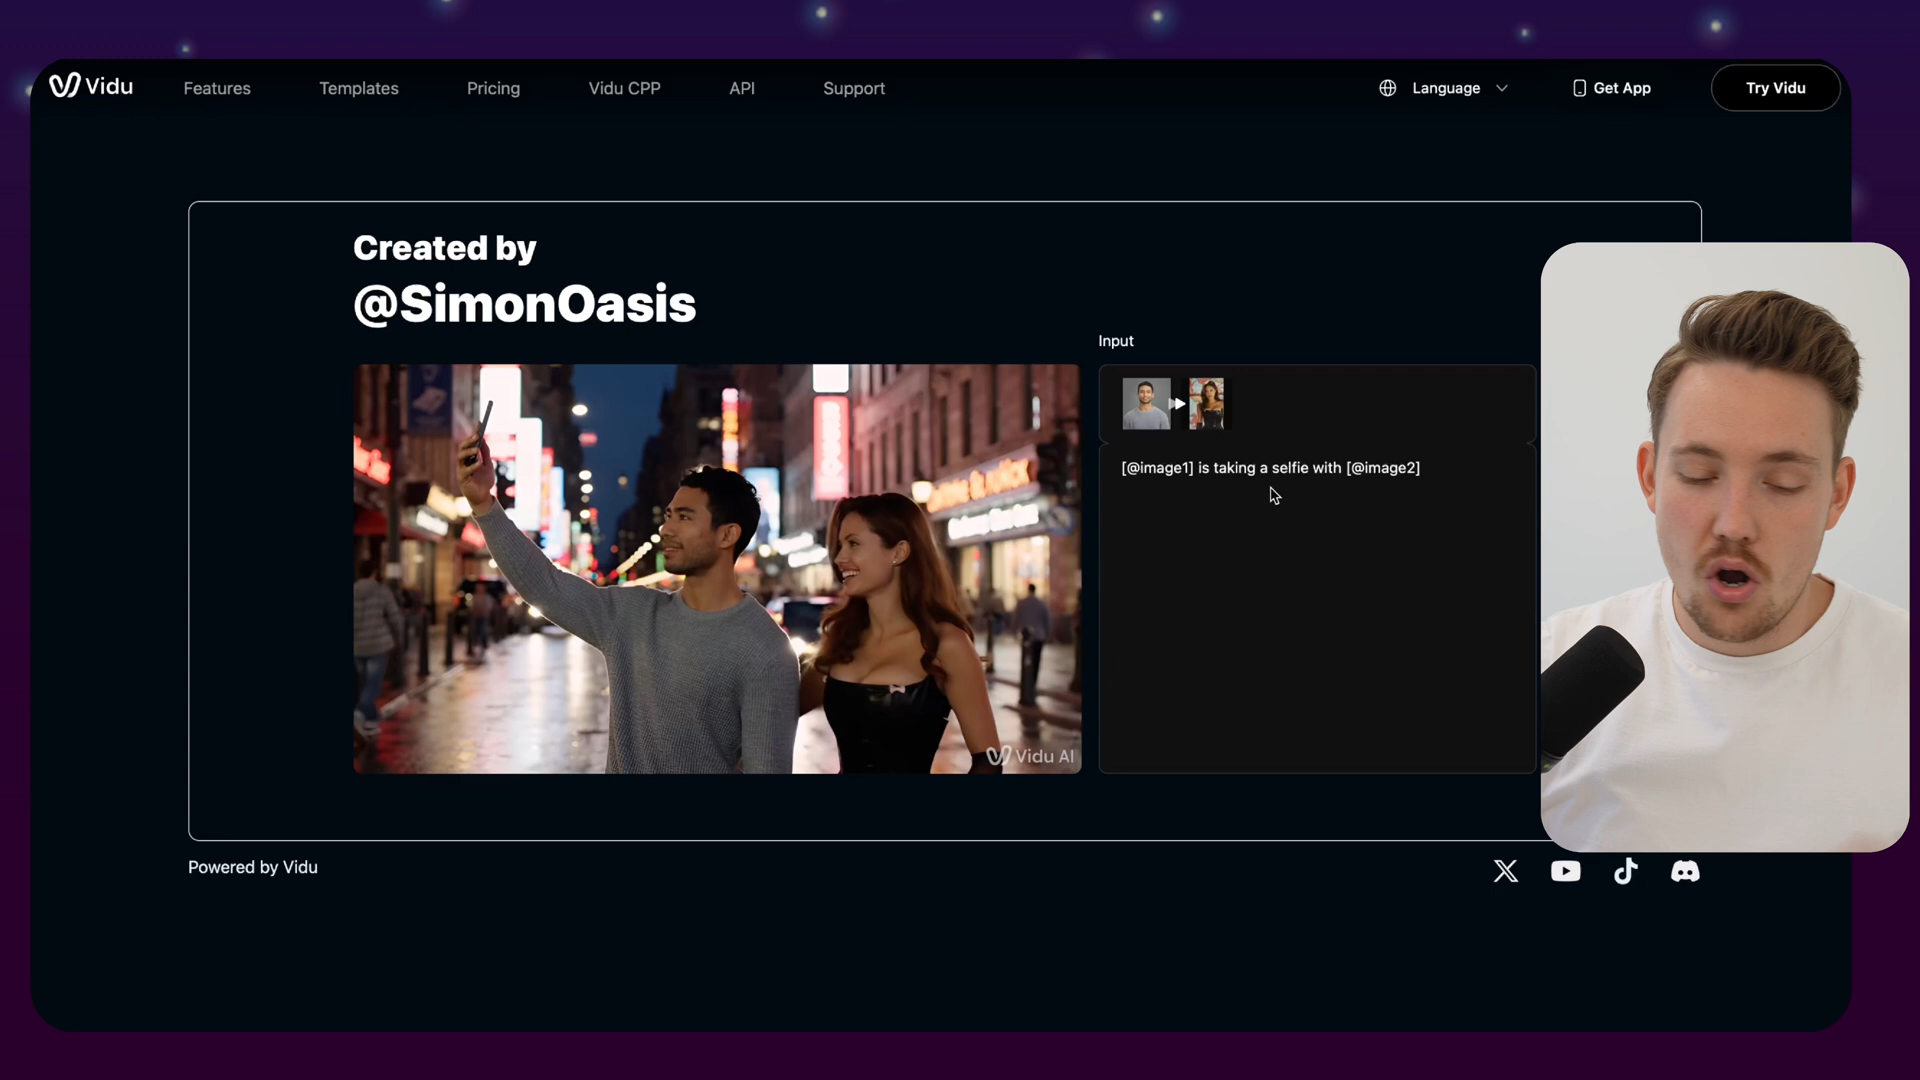 Vidu
Features
Templates
Pricing
Vidu CPP
API
Support
Language
Get App
Try Vidu
Created by
@SimonOasis
Input
[@image1] is taking a selfie with [@image2]
Vidu AI
Powered by Vidu